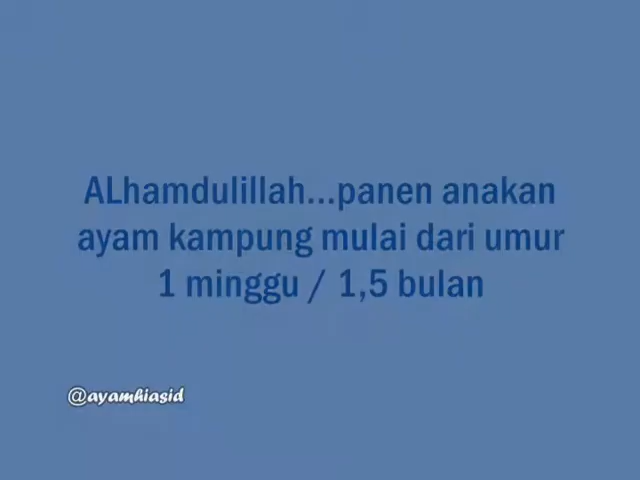 ALhamdulillah...panen anakan
ayam kampung mulai dari umur
1 minggu / 1,5 bulan
@ayamhiasid